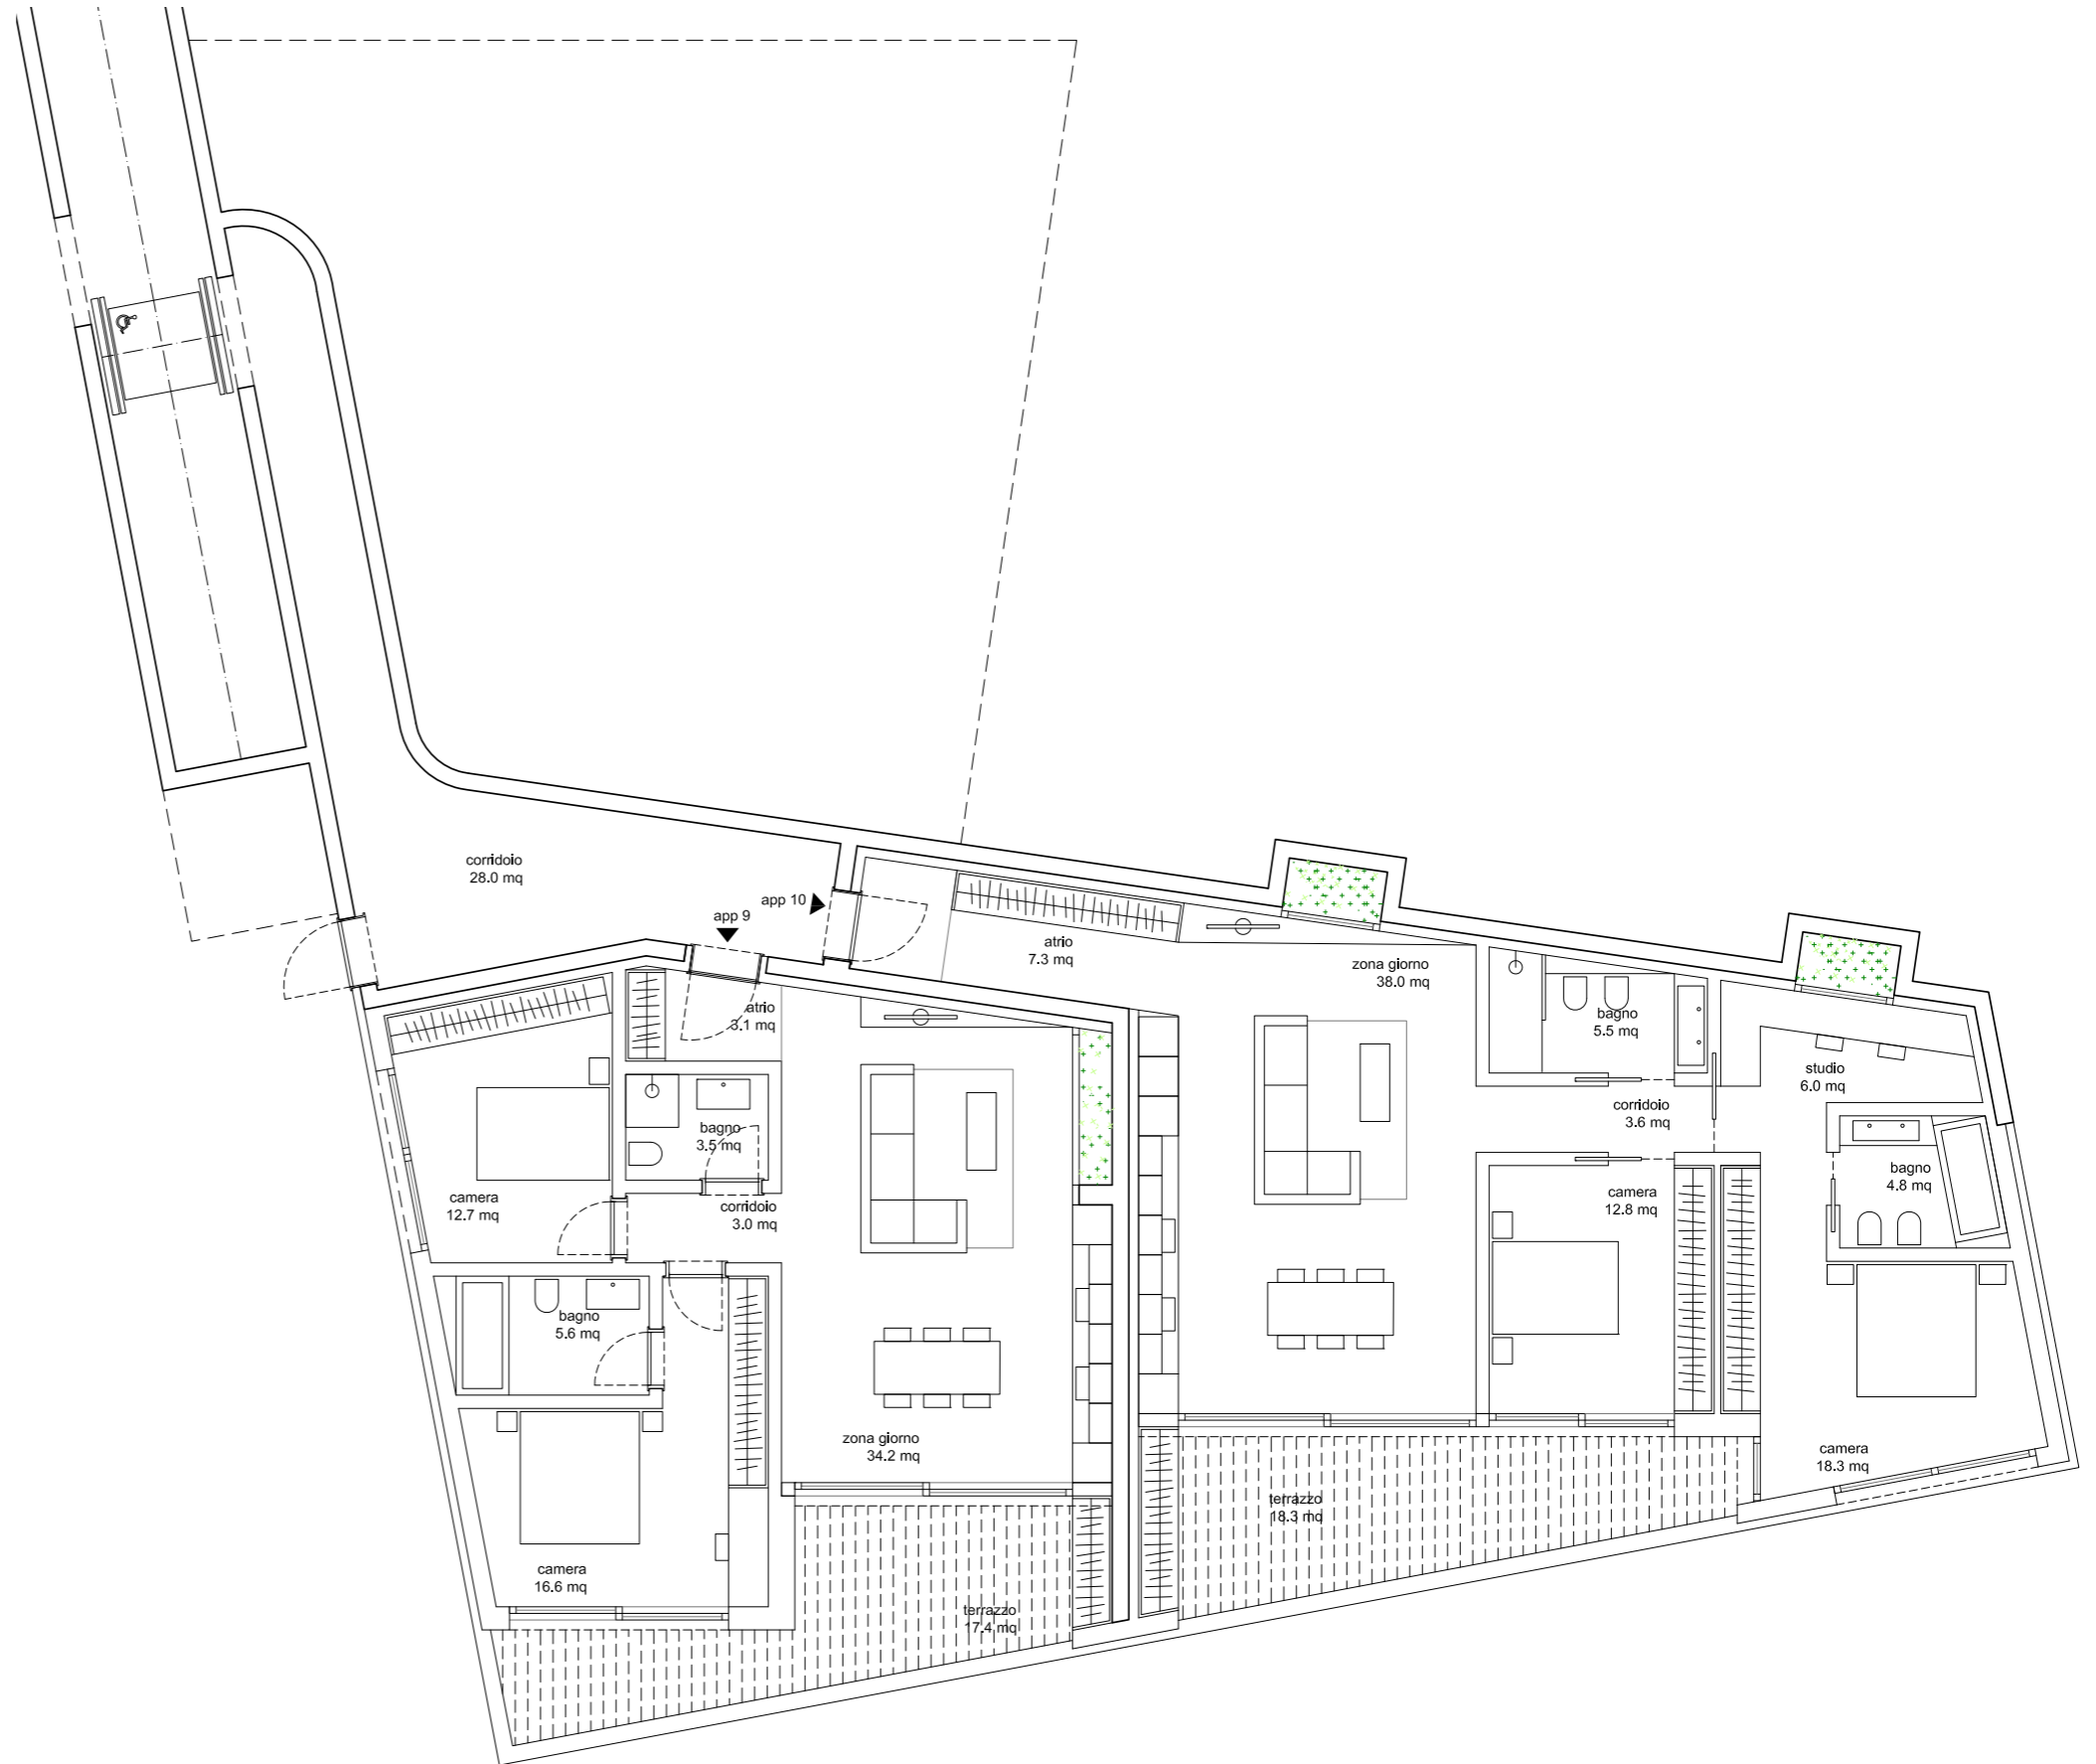 corridoio
28.0 mq
app 10
app 9
atrio
7.3 mq
zona giorno
38.0 mq
atrio
3.1 mq
bagno
5.5 mq
studio
6.0 mq
corridoio
3.6 mq
bagno
3.5 mq
bagno
4.8 mq
camera
12.7 mq
corridoio
3.0 mq
camera
12.8 mq
bagno
5.6 mq
zona giorno
34.2 mq
camera
18.3 mq
terrazzo
18.3 mq
camera
16.6 mq
terrazzo
17.4 mq